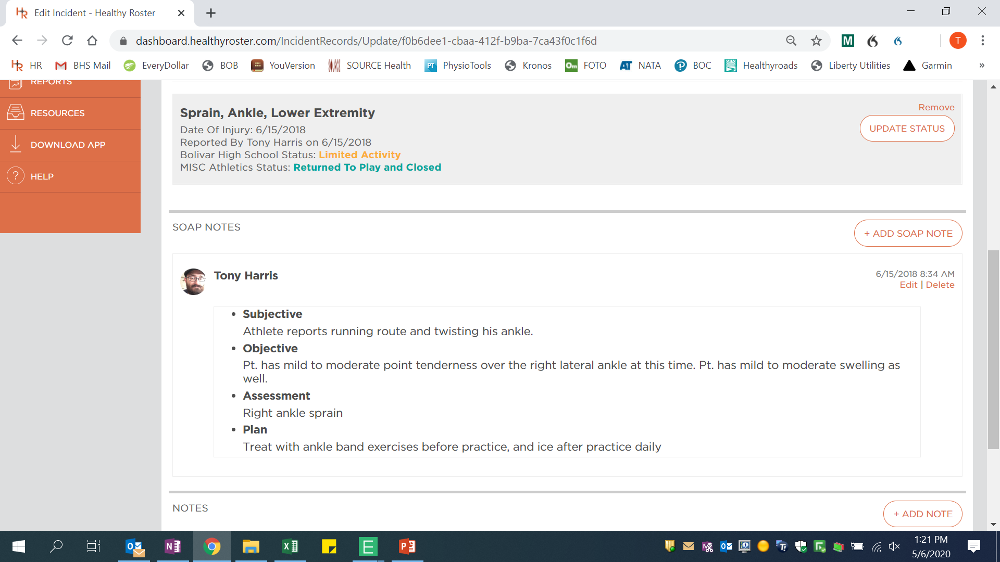 Edit Incident - Healthy Roster
dashboard.healthyroster.com/IncidentRecords/Update/f0b6dee1-cbaa-412f-b9ba-7ca43f0c1f6d
M
T
HR
BHS Mail
EveryDollar
BOB
YouVersion
SOURCE Health
PT PhysioTools
Kronos
Om FOTO
AT NATA
BOC
Healthyroads
Liberty Utilities
Garmin
»
REPORTS
RESOURCES
DOWNLOAD APP
? HELP
Sprain, Ankle, Lower Extremity
Remove
Date Of Injury: 6/15/2018
UPDATE STATUS
Reported By Tony Harris on 6/15/2018
Bolivar High School Status: Limited Activity
MISC Athletics Status: Returned To Play and Closed
SOAP NOTES
+ ADD SOAP NOTE
Tony Harris
6/15/2018 8:34 AM
Edit | Delete
• Subjective
Athlete reports running route and twisting his ankle.
• Objective
Pt. has mild to moderate point tenderness over the right lateral ankle at this time. Pt. has mild to moderate swelling as
well.
• Assessment
Right ankle sprain
• Plan
Treat with ankle band exercises before practice, and ice after practice daily
NOTES
+ ADD NOTE
1:21 PM
5/6/2020